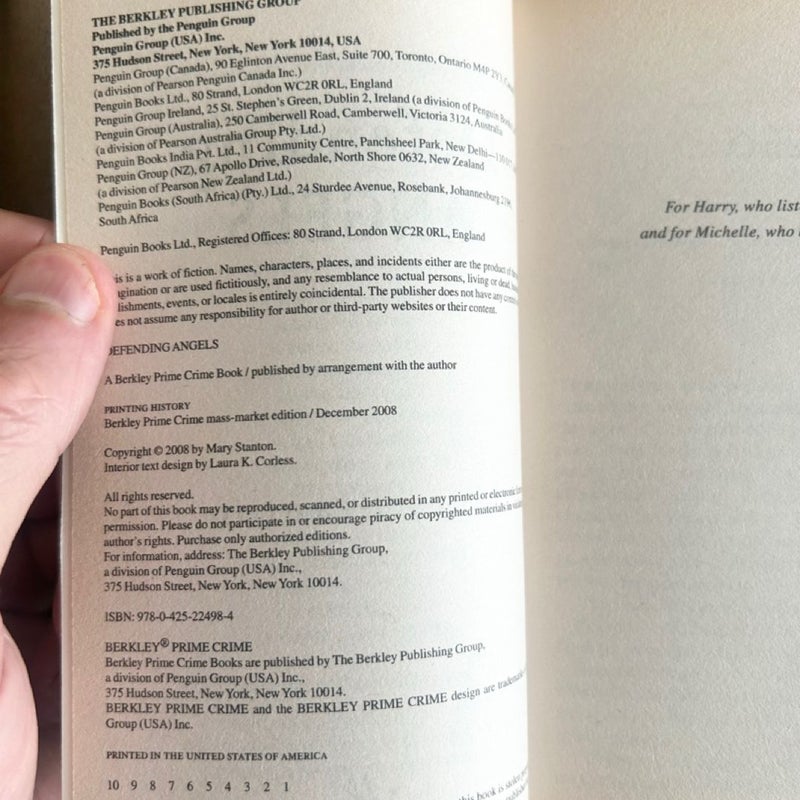 THE BERKLEY PUBLISHING GROUP
Published by the Penguin Group
Penguin Group (USA) Inc.
375 Hudson Street, New York, New York 10014, USA
Penguin Group (Canada), 90 Eglinton Avenue East, Suite 700, Toronto, Ontario M4P 2Y3,
(a division of Pearson Penguin Canada Inc.)
Penguin Books Ltd., 80 Strand, London WC2R 0RL, England
Penguin Group Ireland, 25 St. Stephen's Green, Dublin 2, Ireland (a division of Penguin Books
Penguin Group (Australia), 250 Camberwell Road, Camberwell, Victoria 3124, Australia
(a division of Pearson Australia Group Pty. Ltd.)
Penguin Books India Pvt. Ltd., 11 Community Centre, Panchsheel Park, New Delhi—110 017,
Penguin Group (NZ), 67 Apollo Drive, Rosedale, North Shore 0632, New Zealand
(a division of Pearson New Zealand Ltd.)
Penguin Books (South Africa) (Pty.) Ltd., 24 Sturdee Avenue, Rosebank, Johannesburg 2196,
South Africa
Penguin Books Ltd., Registered Offices: 80 Strand, London WC2R 0RL, England
is is a work of fiction. Names, characters, places, and incidents either are the product of
agination or are used fictitiously, and any resemblance to actual persons, living or dead,
lishments, events, or locales is entirely coincidental. The publisher does not have any
es not assume any responsibility for author or third-party websites or their content.
DEFENDING ANGELS
A Berkley Prime Crime Book / published by arrangement with the author
PRINTING HISTORY
Berkley Prime Crime mass-market edition / December 2008
Copyright © 2008 by Mary Stanton.
Interior text design by Laura K. Corless.
All rights reserved.
No part of this book may be reproduced, scanned, or distributed in any printed or electronic
permission. Please do not participate in or encourage piracy of copyrighted materials in
author's rights. Purchase only authorized editions.
For information, address: The Berkley Publishing Group,
a division of Penguin Group (USA) Inc.,
375 Hudson Street, New York, New York 10014.
ISBN: 978-0-425-22498-4
BERKLEY® PRIME CRIME
Berkley Prime Crime Books are published by The Berkley Publishing Group,
a division of Penguin Group (USA) Inc.,
375 Hudson Street, New York, New York 10014.
BERKLEY PRIME CRIME and the BERKLEY PRIME CRIME design are
Group (USA) Inc.
PRINTED IN THE UNITED STATES OF AMERICA
10 9 8 7 6 5 4 3 2 1
this book is stolen
For Harry, who list
and for Michelle, who